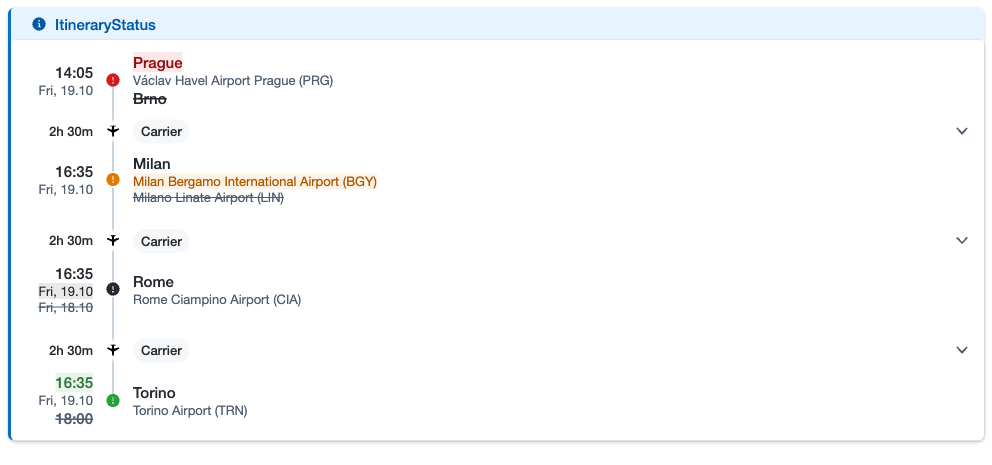 ItineraryStatus
14:05
Fri, 19.10
Prague
Václav Havel Airport Prague (PRG)
Brno
2h 30m
Carrier
16:35
Fri, 19.10
Milan
Milan Bergamo International Airport (BGY)
Milano Linate Airport (LIN)
2h 30m
Carrier
16:35
Fri, 19.10
Fri, 18.10
Rome
Rome Ciampino Airport (CIA)
2h 30m
Carrier
16:35
Fri, 19.10
18:00
Torino
Torino Airport (TRN)